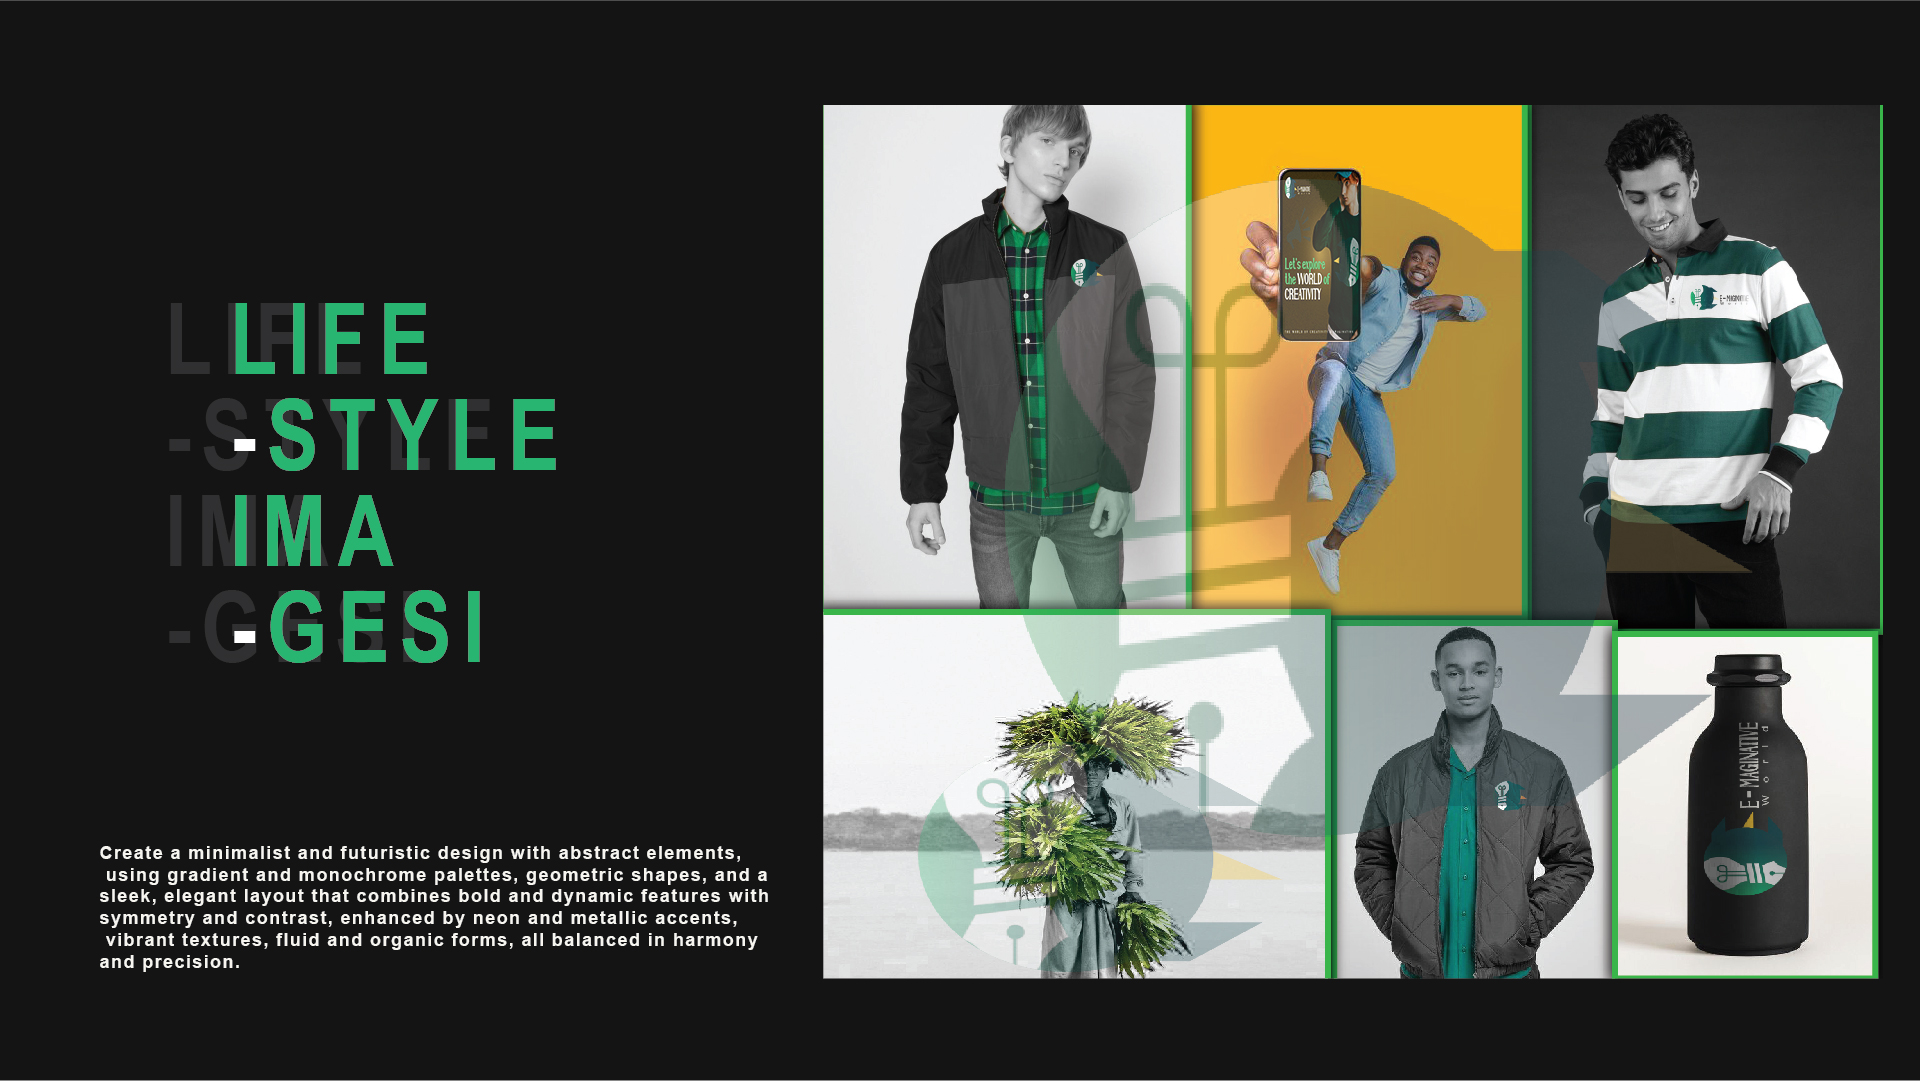 LIFE
-STYLE
IMA
-GESI
Create a minimalist and futuristic design with abstract elements,
using gradient and monochrome palettes, geometric shapes, and a
sleek, elegant layout that combines bold and dynamic features with
symmetry and contrast, enhanced by neon and metallic accents,
vibrant textures, fluid and organic forms, all balanced in harmony
and precision.
Let's explore
the WORLD of
CREATIVITY
E-MAGINATIVE
world